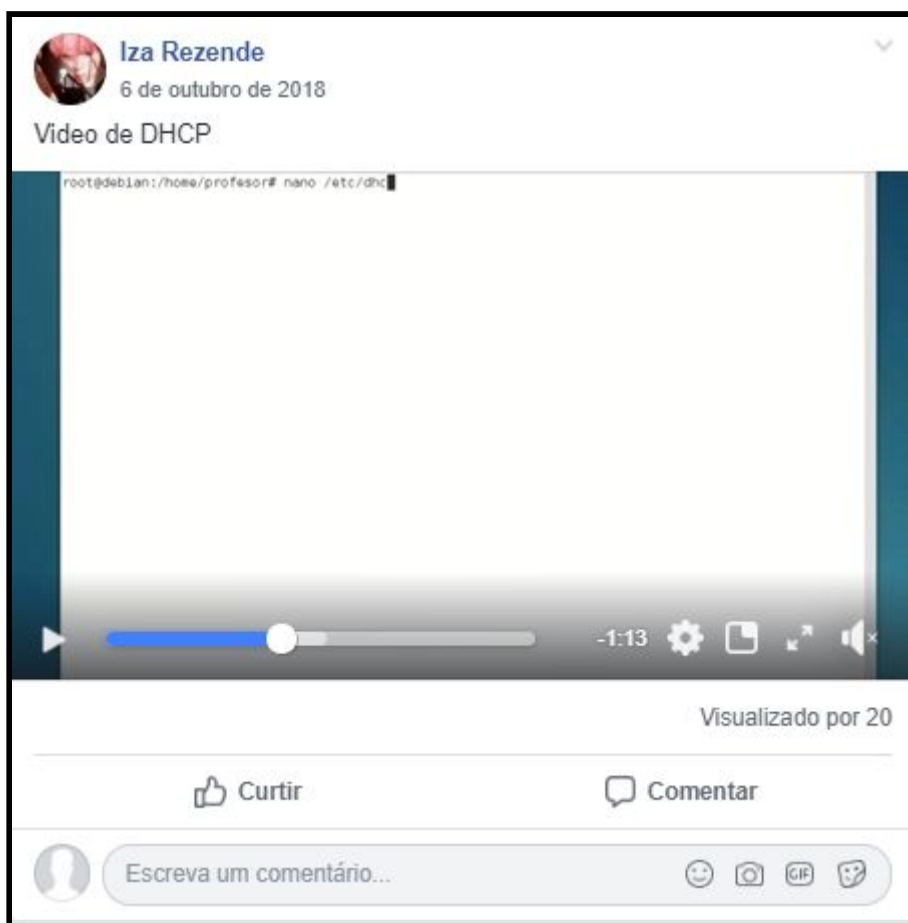 Iza Rezende
6 de outubro de 2018
Video de DHCP
root@debian:/home/profesor# nano /etc/dhc
-1:13
Visualizado por 20
Curtir
Comentar
Escreva um comentário...
GIF